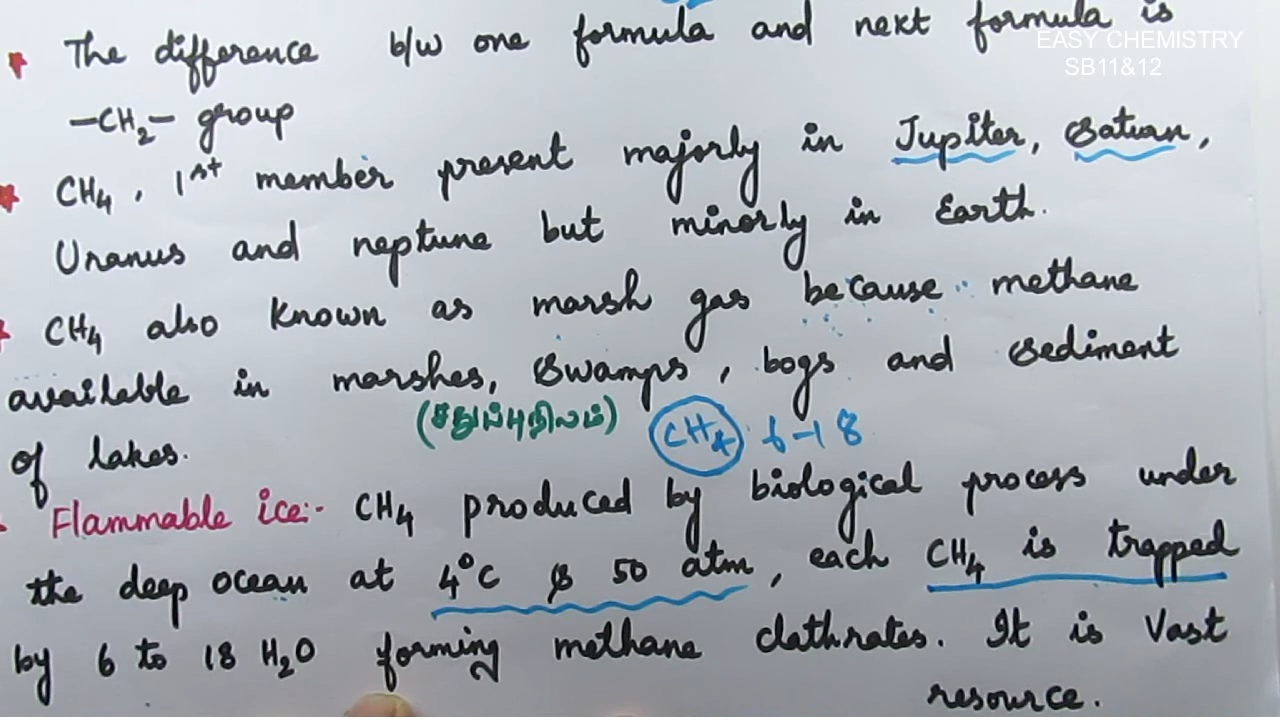 * The difference b/w one formula and next formula is
EASY CHEMISTRY
SB11&12
-CH₂- group
* CH₄, 1st member present majorly in Jupiter, Saturn,
Uranus and neptune but minorly in Earth.
* CH₄ also known as marsh gas because methane
available in marshes, Swamps, bogs and Sediment
(சதுப்புநிலம்) CH₄ 6-18
of lakes.
Flammable ice:- CH₄ produced by biological process under
the deep ocean at 4°C & 50 atm, each CH₄ is trapped
by 6 to 18 H₂O forming methane clathrates. It is Vast
resource.